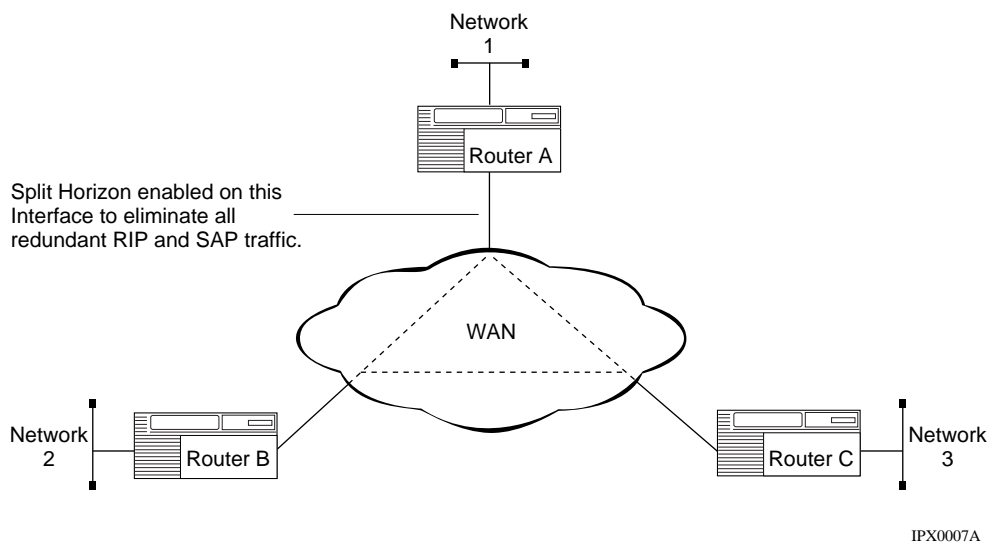 Network
1
Router A
Split Horizon enabled on this
Interface to eliminate all
redundant RIP and SAP traffic.
WAN
Network
2
Router B
Router C
Network
3
IPX0007A